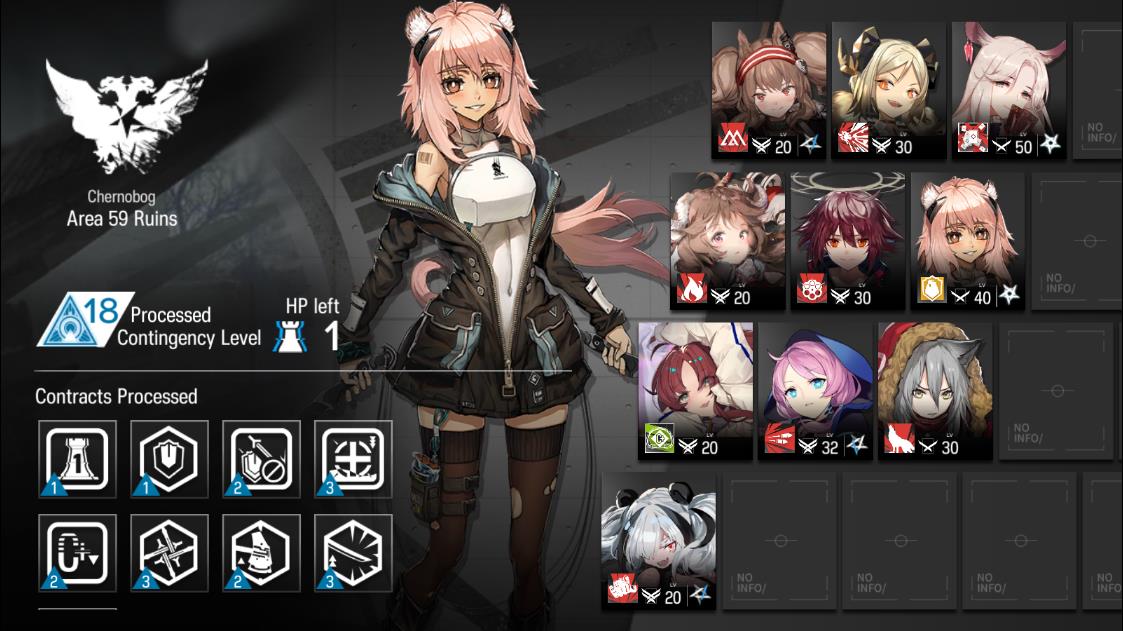 Chernobog
Area 59 Ruins
18
Processed
Contingency Level
HP left
1
Contracts Processed
1
1
1
2
3
2
3
2
3
LV
20
LV
30
LV
50
NO
INFO/
LV
20
LV
30
LV
40
NO
INFO/
LV
20
LV
32
LV
30
NO
INFO/
LV
20
NO
INFO/
NO
INFO/
NO
INFO/
NO
INFO/